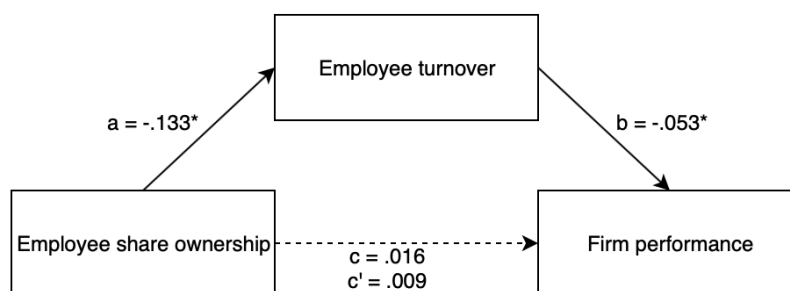 Employee turnover
a = -.133*
b = -.053*
Employee share ownership
Firm performance
c = .016
c' = .009